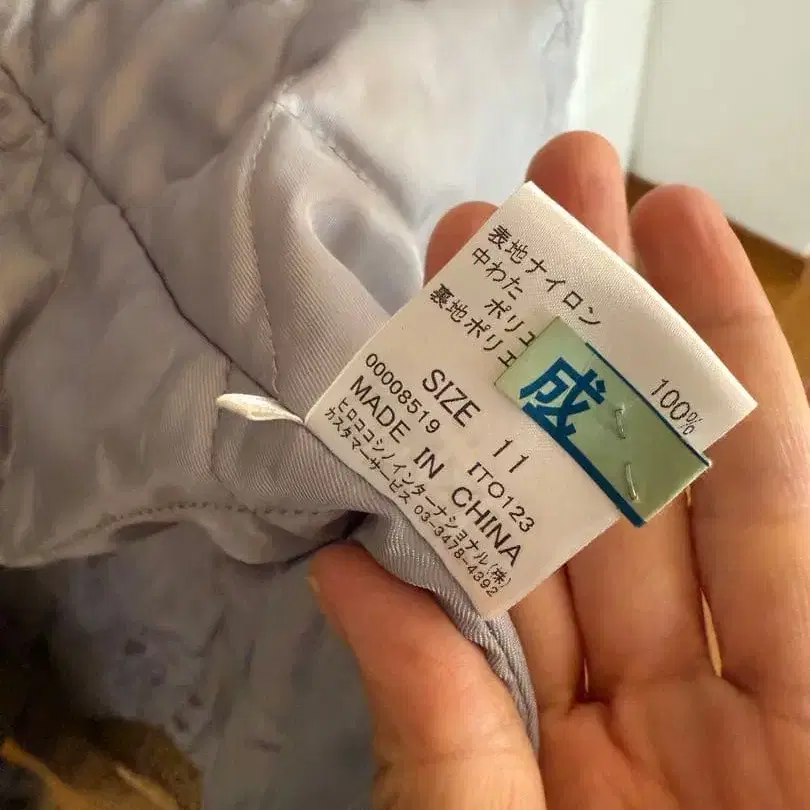 表地ナイロン 100%
中わた ポリエ
裏地ポリエ
SIZE 11
00008519 ITO123
MADE IN CHINA
ヒロココシノインターナショナル(株)
カスタマーサービス 03-3478-4392
成